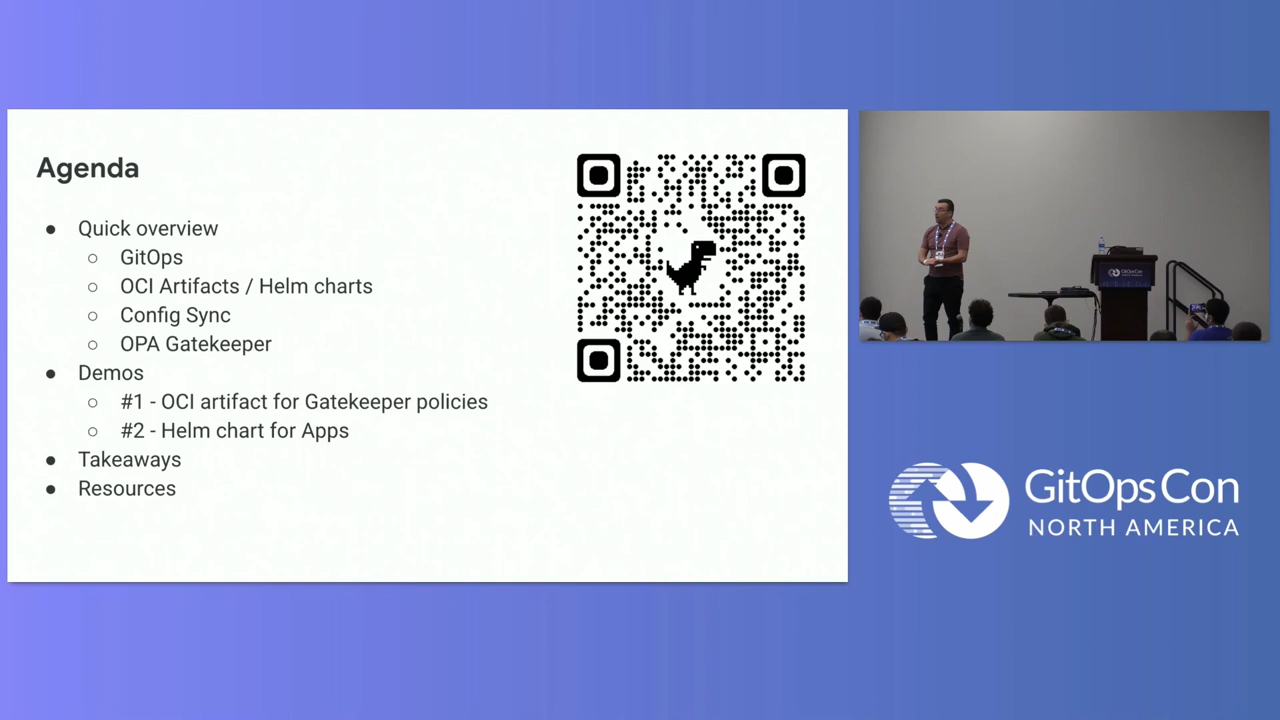 Agenda
● Quick overview
○ GitOps
○ OCI Artifacts / Helm charts
○ Config Sync
○ OPA Gatekeeper
● Demos
○ #1 - OCI artifact for Gatekeeper policies
○ #2 - Helm chart for Apps
● Takeaways
● Resources
GitOpsCon
GitOpsCon
NORTH AMERICA